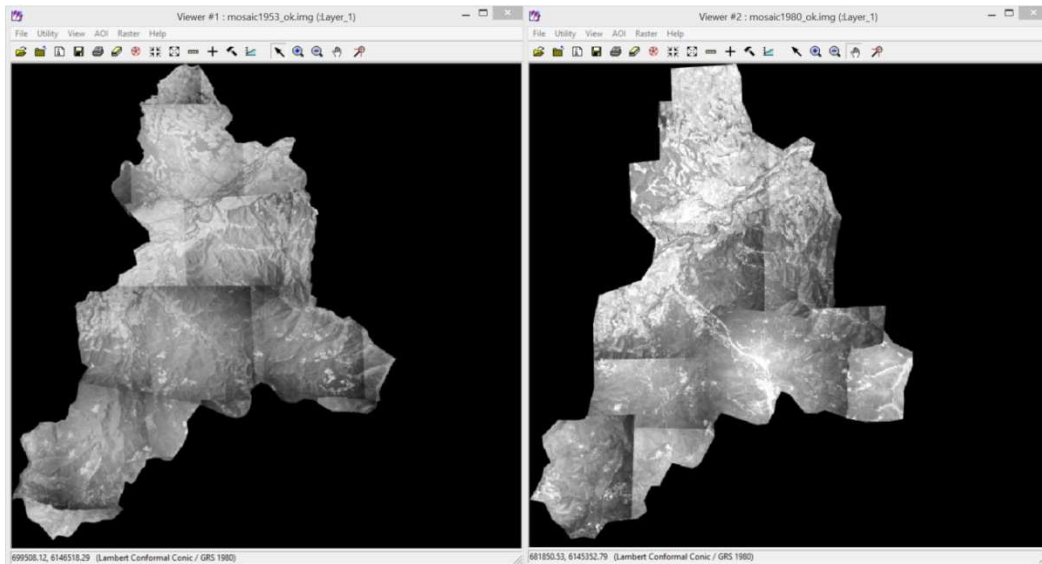 Viewer #1 : mosaic1953_ok.img (:Layer_1)
File Utility View AOI Raster Help
699508.12, 6146518.29 (Lambert Conformal Conic / GRS 1980)
Viewer #2 : mosaic1980_ok.img (:Layer_1)
File Utility View AOI Raster Help
681850.53, 6145352.79 (Lambert Conformal Conic / GRS 1980)